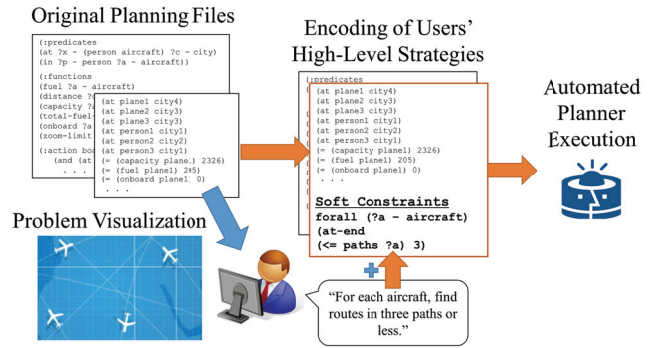 Original Planning Files
(:predicates
(at ?x - (person aircraft) ?c - city)
(in ?p - person ?a - aircraft))
(:functions
(fuel ?a - aircraft)
(distance ?c
(capacity ?a
(total-fuel-
(onboard ?a
(zoom-limit
(:action boa
(and (at
. . .
(at plane1 city4)
(at plane2 city3)
(at plane3 city3)
(at person1 city1)
(at person2 city2)
(at person3 city1)
(= (capacity plane1) 2326)
(= (fuel plane1) 205)
(= (onboard plane1) 0)
. . .
Encoding of Users'
High-Level Strategies
(:predicates
(at plane1 city4)
(at plane2 city3)
(at plane3 city3)
(at person1 city1)
(at person2 city2)
(at person3 city1)
(= (capacity plane1) 2326)
(= (fuel plane1) 205)
(= (onboard plane1) 0)
. . .
Soft Constraints
forall (?a - aircraft)
(at-end
(<= paths ?a) 3)
Automated
Planner
Execution
Problem Visualization
"For each aircraft, find
routes in three paths or
less."